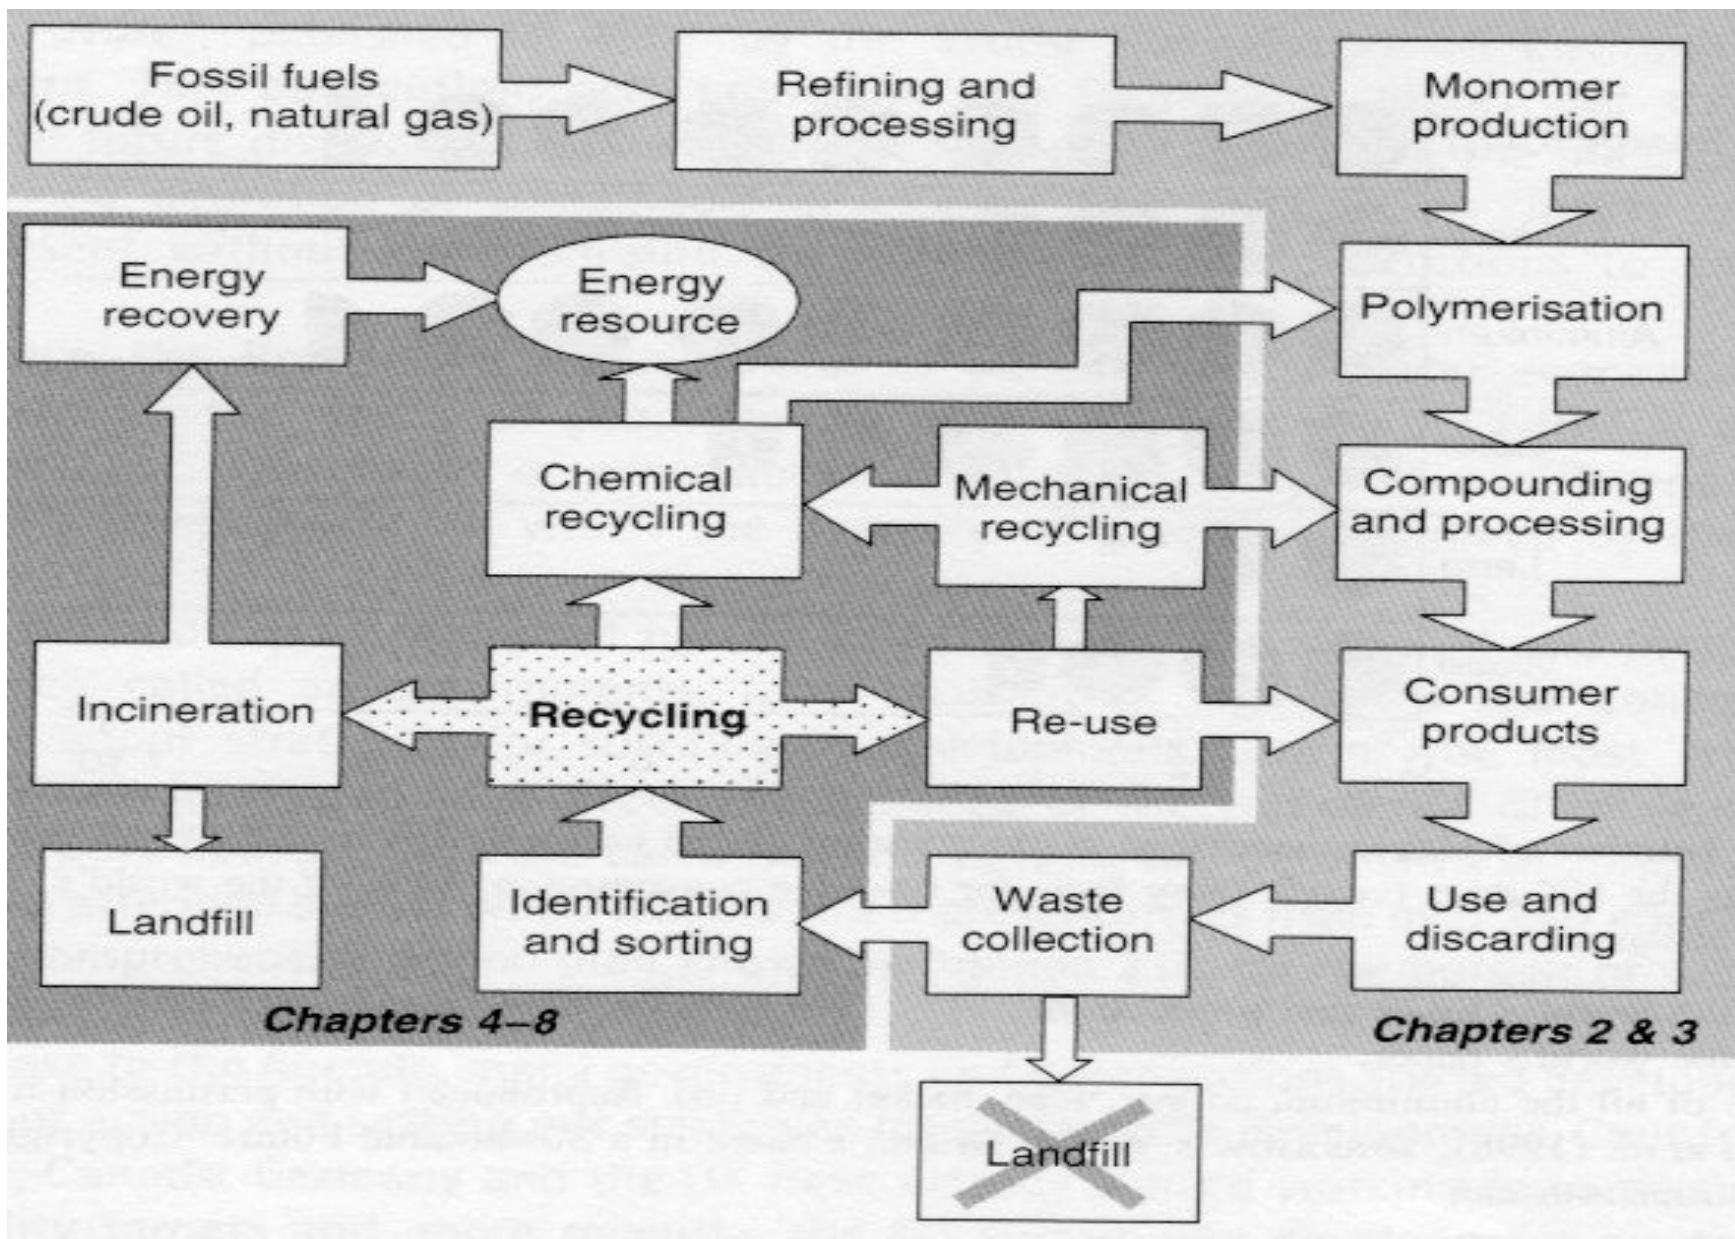 Fossil fuels
(crude oil, natural gas)
Refining and
processing
Monomer
production
Energy
recovery
Energy
resource
Polymerisation
Chemical
recycling
Mechanical
recycling
Compounding
and processing
Incineration
Recycling
Re-use
Consumer
products
Landfill
Identification
and sorting
Waste
collection
Use and
discarding
Chapters 4–8
Chapters 2 & 3
Landfill